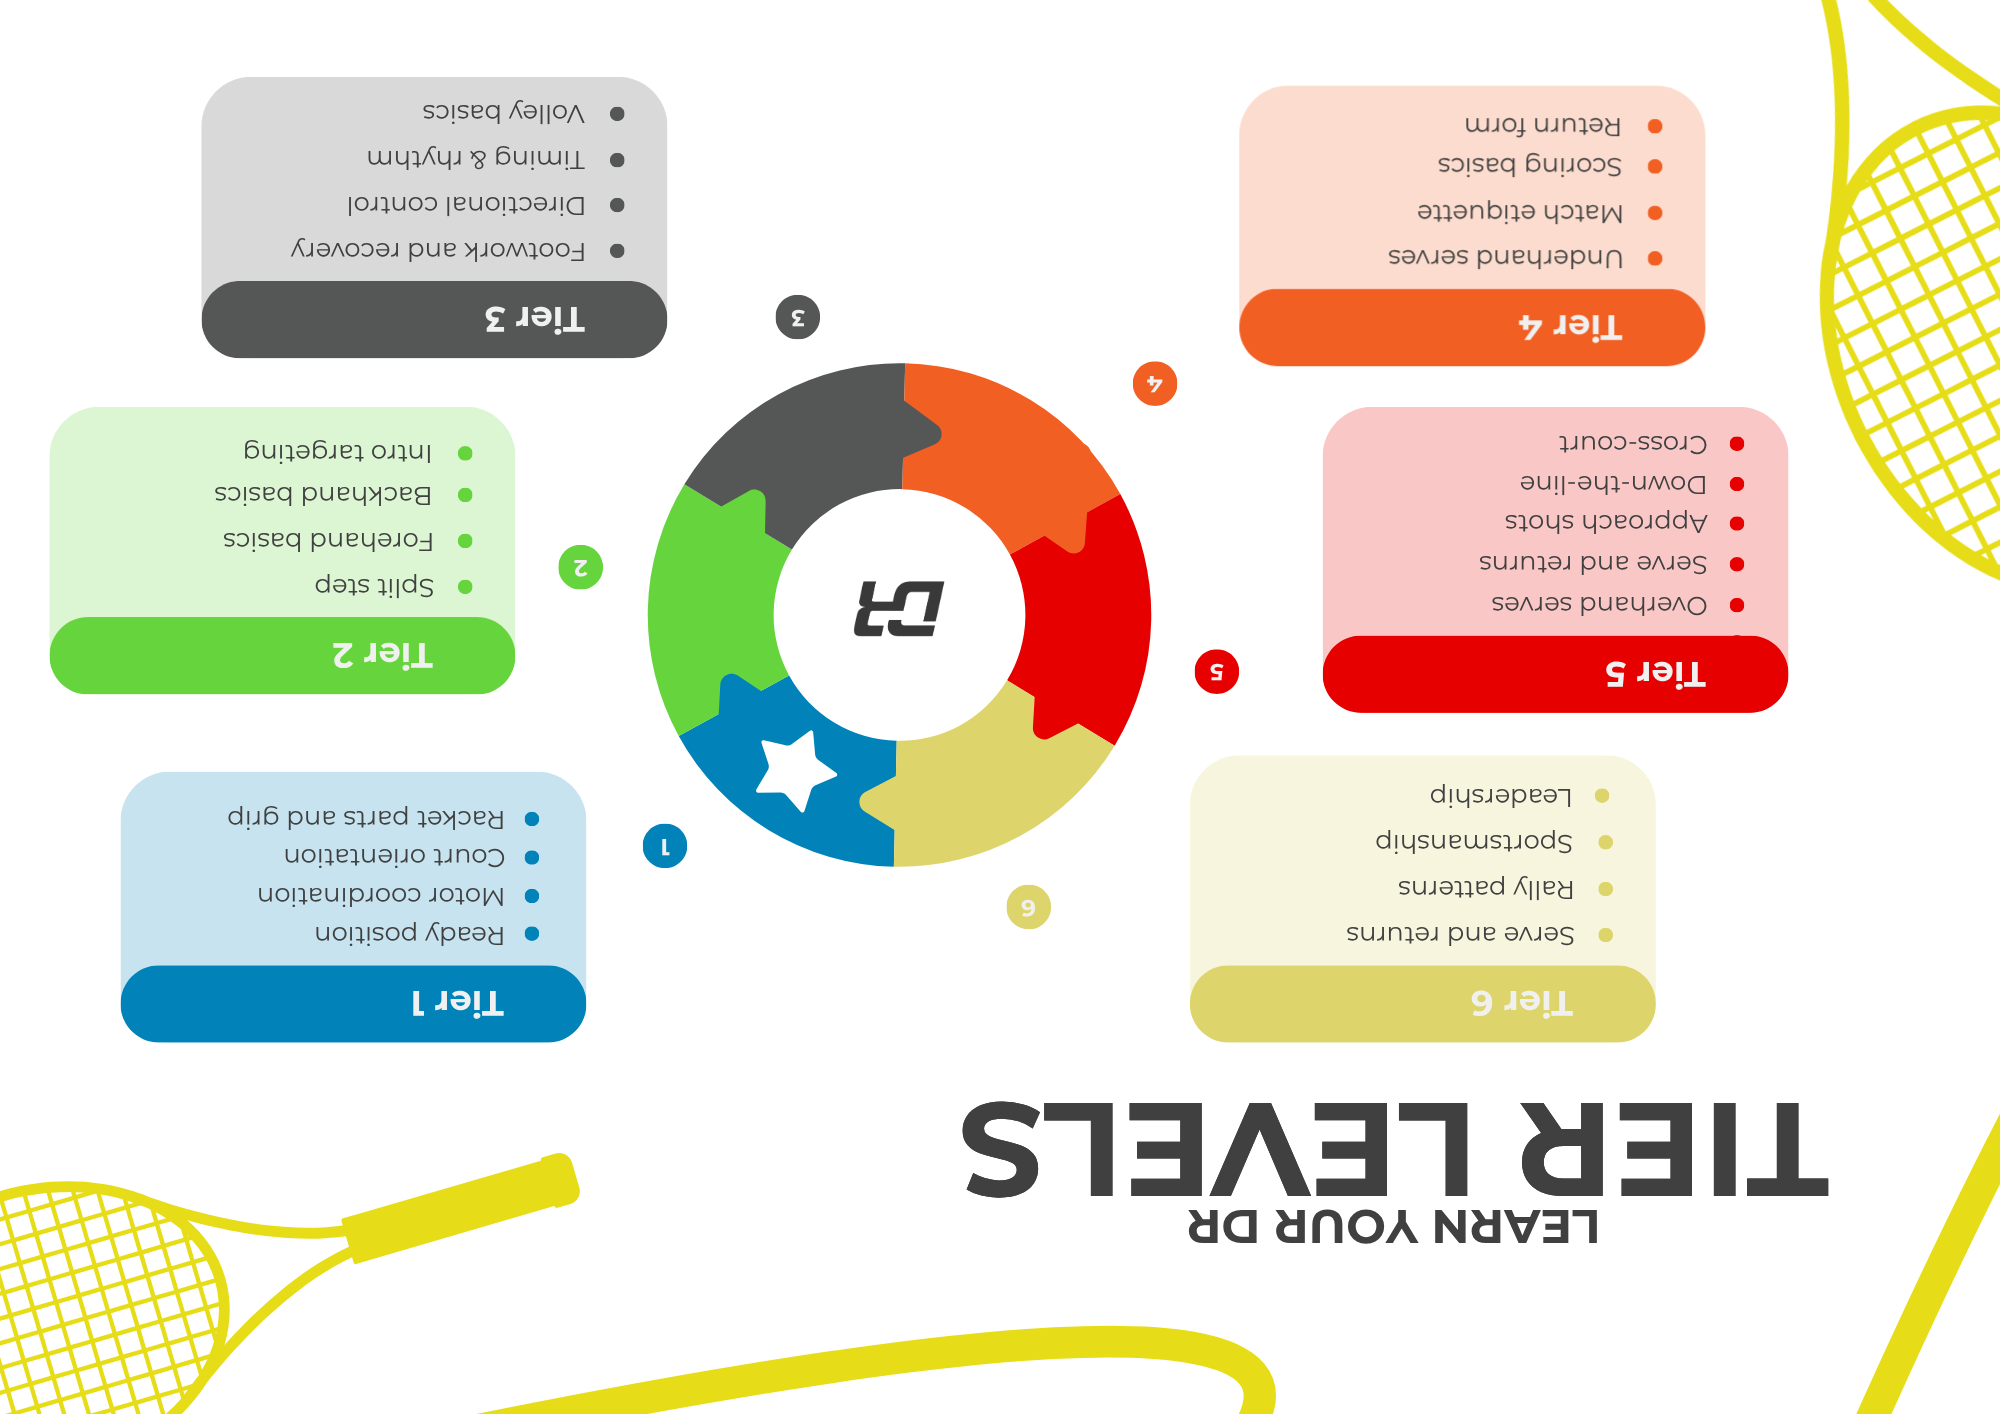 LEARN YOUR DR
TIER LEVELS
Tier 6
Serve and returns
Rally patterns
Sportsmanship
Leadership
Tier 1
Ready position
Motor coordination
Court orientation
Racket parts and grip
6
1
Tier 5
Overhand serves
Serve and returns
Approach shots
Down-the-line
Cross-court
5
DR
2
Tier 2
Split step
Forehand basics
Backhand basics
Intro targeting
4
3
Tier 4
Underhand serves
Match etiquette
Scoring basics
Return form
Tier 3
Footwork and recovery
Directional control
Timing & rhythm
Volley basics